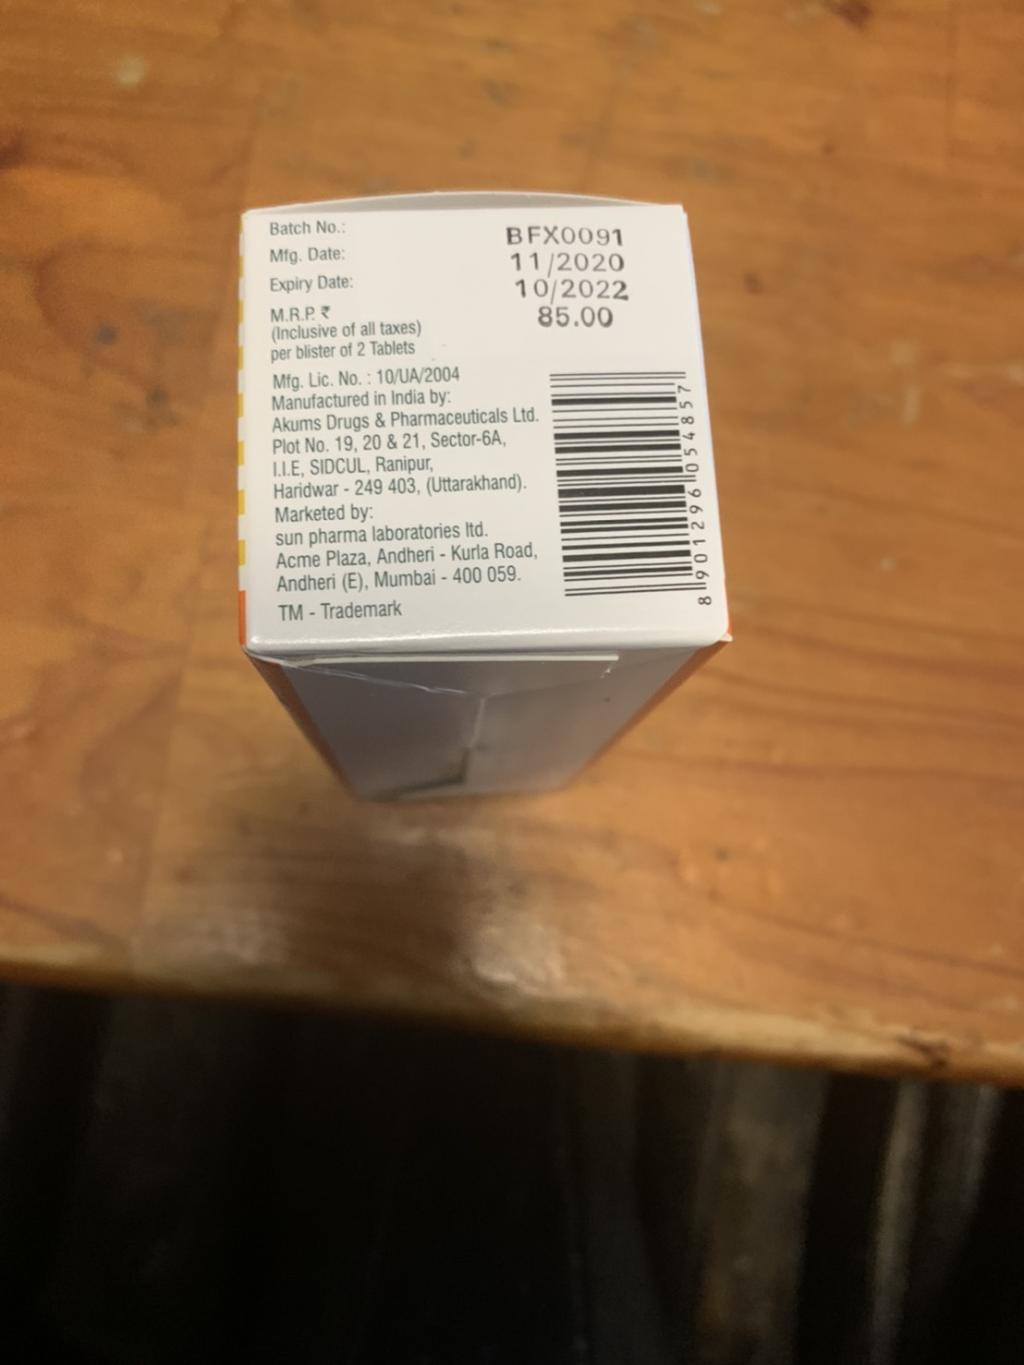 Batch No.: BFX0091
Mfg. Date: 11/2020
Expiry Date: 10/2022
M.R.P. ₹ 85.00
(Inclusive of all taxes)
per blister of 2 Tablets
Mfg. Lic. No. : 10/UA/2004
Manufactured in India by:
Akums Drugs & Pharmaceuticals Ltd.
Plot No. 19, 20 & 21, Sector-6A,
I.I.E, SIDCUL, Ranipur,
Haridwar - 249 403, (Uttarakhand).
Marketed by:
sun pharma laboratories ltd.
Acme Plaza, Andheri - Kurla Road,
Andheri (E), Mumbai - 400 059.
TM - Trademark
8 901296 054857